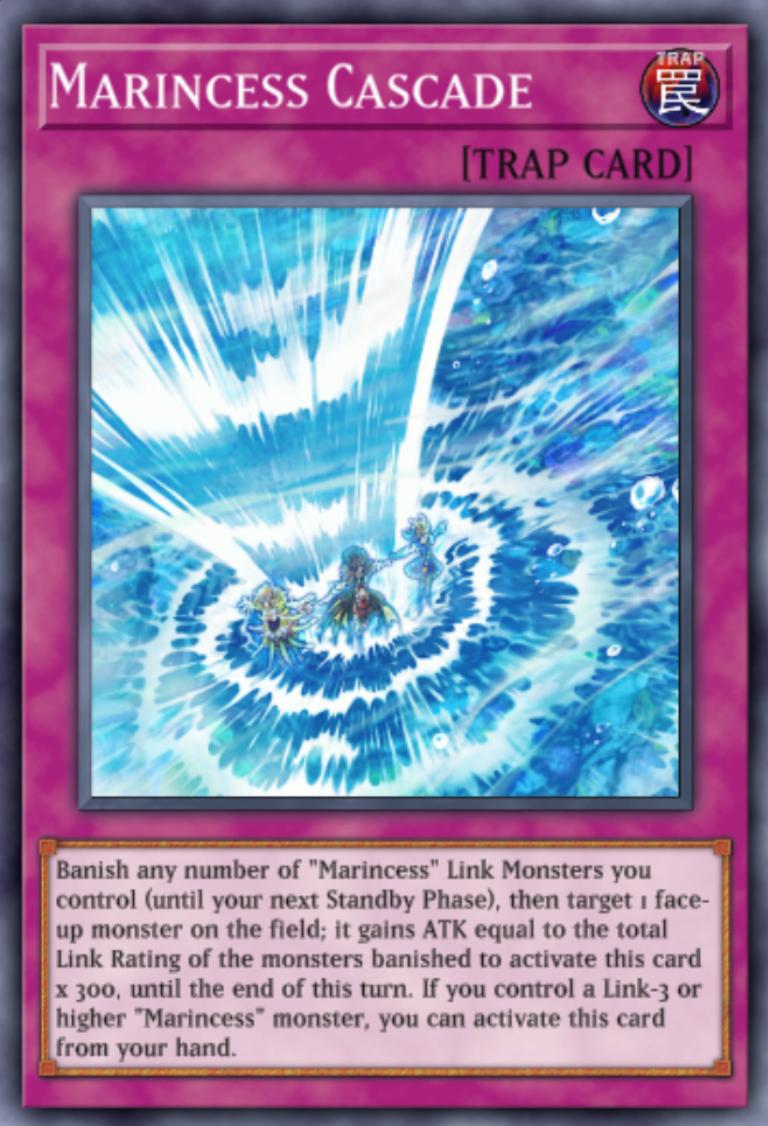 Marincess Cascade
TRAP
罠
[TRAP CARD]
Banish any number of "Marincess" Link Monsters you
control (until your next Standby Phase), then target 1 face-
up monster on the field; it gains ATK equal to the total
Link Rating of the monsters banished to activate this card
x 300, until the end of this turn. If you control a Link-3 or
higher "Marincess" monster, you can activate this card
from your hand.